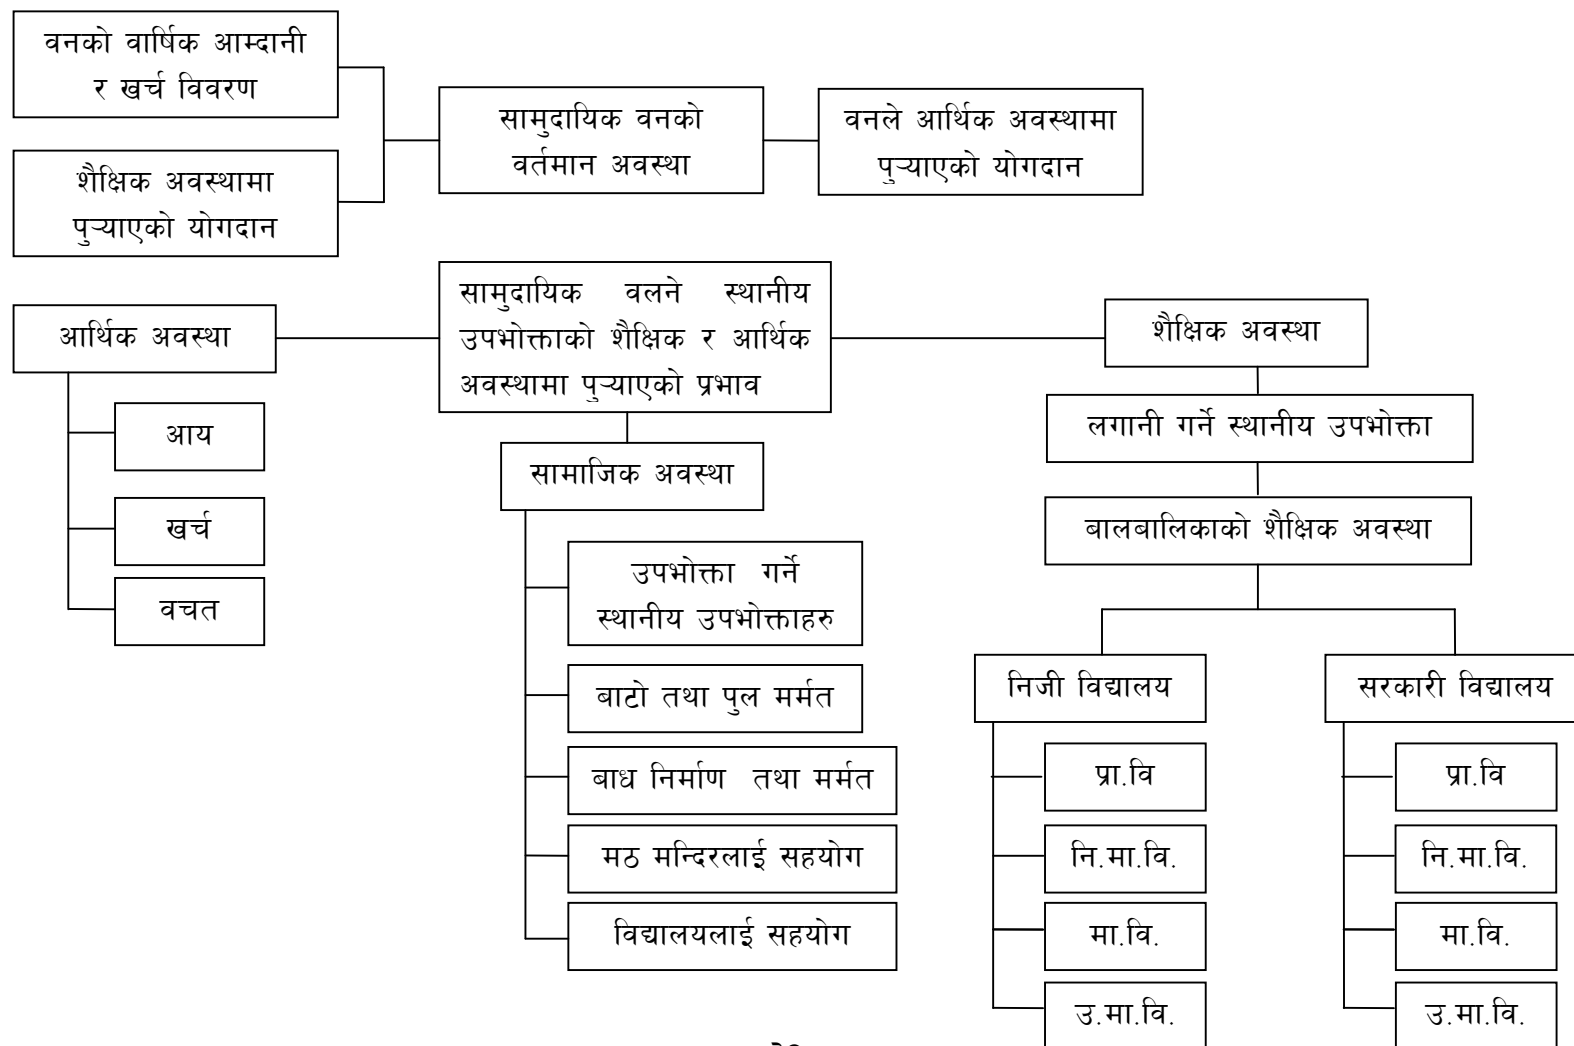 वनको वार्षिक आम्दानी
र खर्च विवरण
शैक्षिक अवस्थामा
पुऱ्याएको योगदान
सामुदायिक वनको
वर्तमान अवस्था
वनले आर्थिक अवस्थामा
पुऱ्याएको योगदान
सामुदायिक वलने स्थानीय
उपभोक्ताको शैक्षिक र आर्थिक
अवस्थामा पुऱ्याएको प्रभाव
आर्थिक अवस्था
आय
खर्च
वचत
सामाजिक अवस्था
उपभोक्ता गर्ने
स्थानीय उपभोक्ताहरु
बाटो तथा पुल मर्मत
बाध निर्माण तथा मर्मत
मठ मन्दिरलाई सहयोग
विद्यालयलाई सहयोग
शैक्षिक अवस्था
लगानी गर्ने स्थानीय उपभोक्ता
बालबालिकाको शैक्षिक अवस्था
निजी विद्यालय
प्रा.वि
नि.मा.वि.
मा.वि.
उ.मा.वि.
सरकारी विद्यालय
प्रा.वि
नि.मा.वि.
मा.वि.
उ.मा.वि.